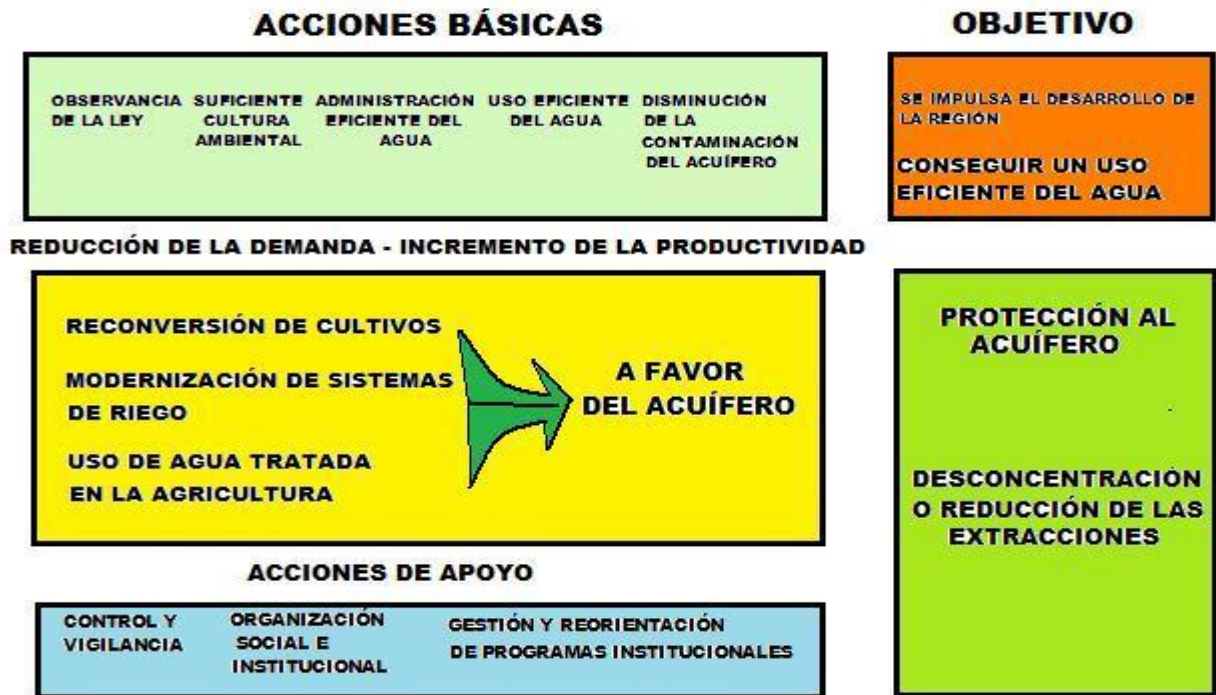 ACCIONES BÁSICAS
OBSERVANCIA
DE LA LEY
SUFICIENTE
CULTURA
AMBIENTAL
ADMINISTRACIÓN
EFICIENTE DEL
AGUA
USO EFICIENTE
DEL AGUA
DISMINUCIÓN
DE LA
CONTAMINACIÓN
DEL ACUÍFERO
OBJETIVO
SE IMPULSA EL DESARROLLO DE
LA REGIÓN
CONSEGUIR UN USO
EFICIENTE DEL AGUA
REDUCCIÓN DE LA DEMANDA - INCREMENTO DE LA PRODUCTIVIDAD
RECONVERSIÓN DE CULTIVOS
MODERNIZACIÓN DE SISTEMAS
DE RIEGO
USO DE AGUA TRATADA
EN LA AGRICULTURA
A FAVOR
DEL ACUÍFERO
PROTECCIÓN AL
ACUÍFERO
DESCONCENTRACIÓN
O REDUCCIÓN DE LAS
EXTRACCIONES
ACCIONES DE APOYO
CONTROL Y
VIGILANCIA
ORGANIZACIÓN
SOCIAL E
INSTITUCIONAL
GESTIÓN Y REORIENTACIÓN
DE PROGRAMAS INSTITUCIONALES